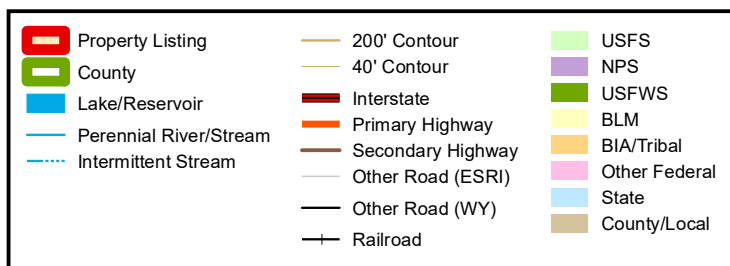 Property Listing
County
Lake/Reservoir
Perennial River/Stream
Intermittent Stream
200' Contour
40' Contour
Interstate
Primary Highway
Secondary Highway
Other Road (ESRI)
Other Road (WY)
Railroad
USFS
NPS
USFWS
BLM
BIA/Tribal
Other Federal
State
County/Local